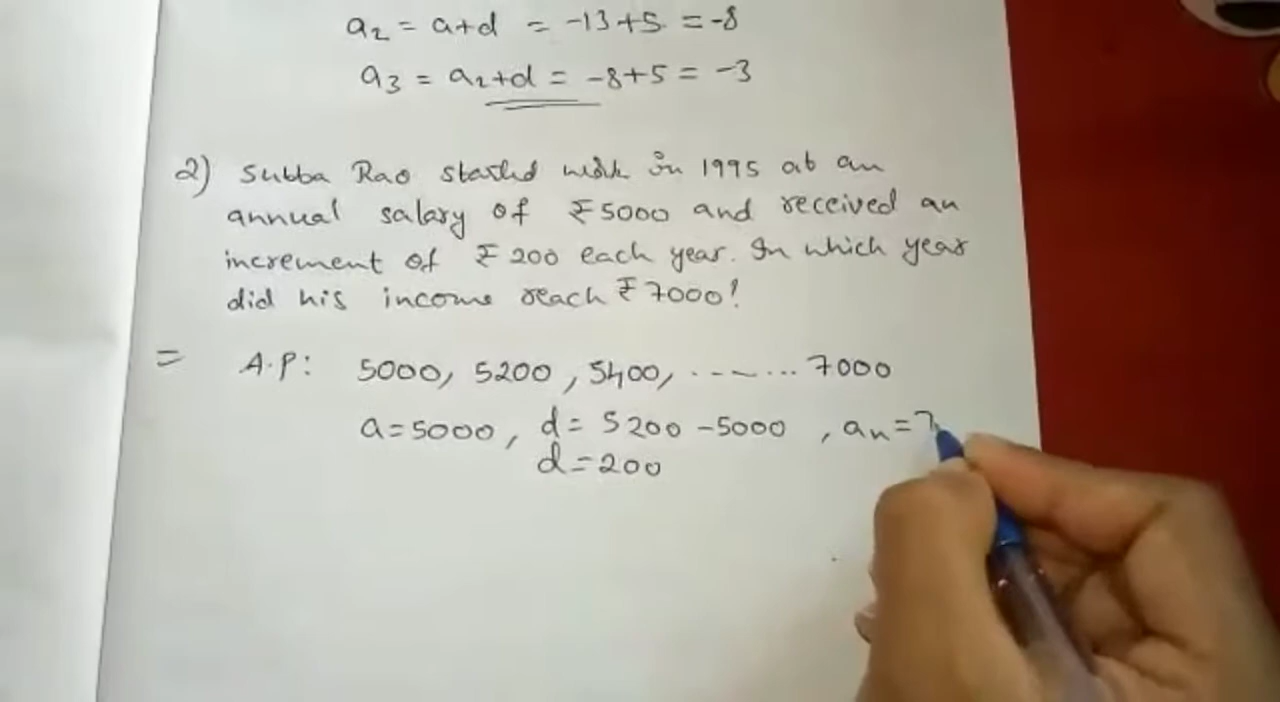 a₂ = a+d = -13+5 = -8
a₃ = a₂+d = -8+5 = -3
2) Subba Rao started work in 1995 at an
annual salary of ₹5000 and received an
increment of ₹200 each year. In which year
did his income reach ₹7000?
= A.P: 5000, 5200, 5400, ....... 7000
a=5000, d= 5200-5000, aₙ=7
d=200